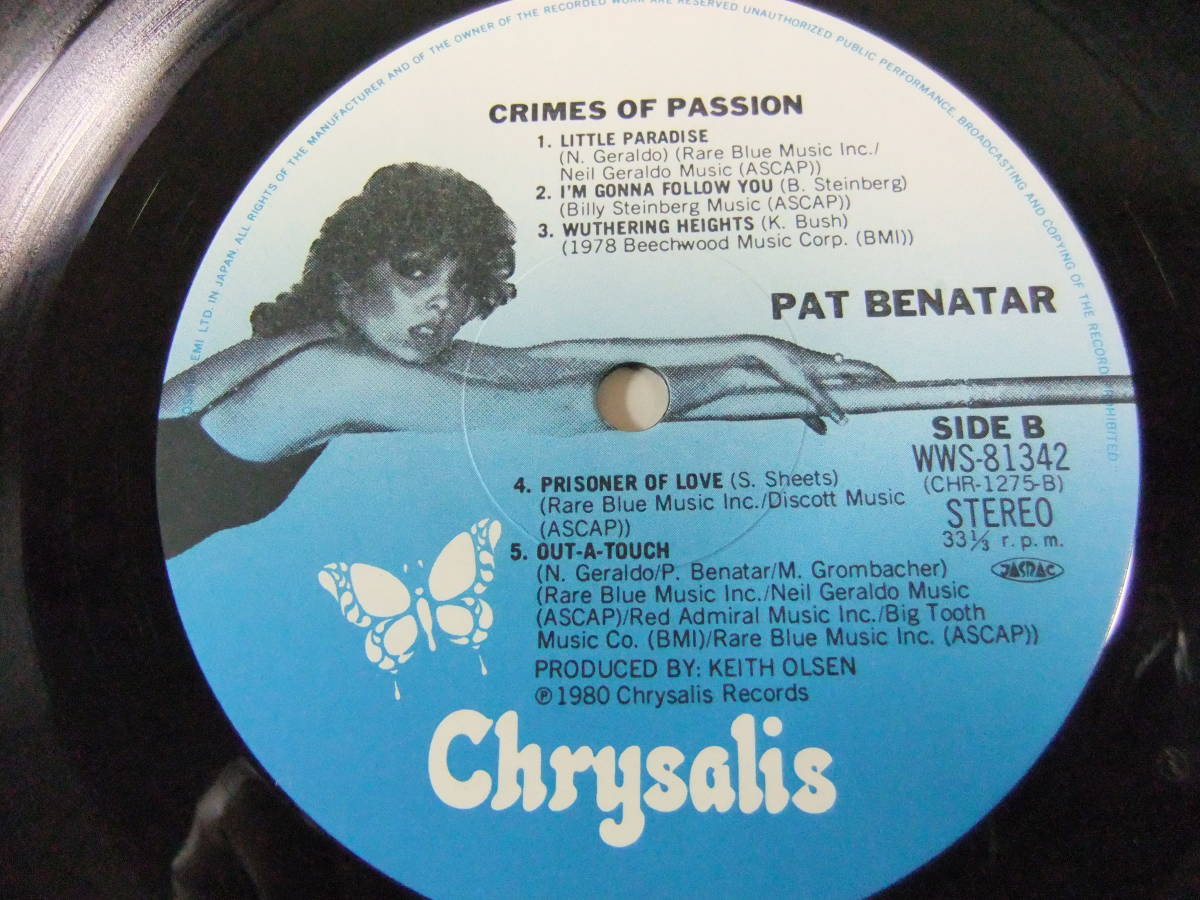 EMI LTD. IN JAPAN. ALL RIGHTS OF THE MANUFACTURER AND OF THE OWNER OF THE RECORDED WORK ARE RESERVED UNAUTHORIZED PUBLIC PERFORMANCE, BROADCASTING AND COPYING OF THE RECORD PROHIBITED
CRIMES OF PASSION
1. LITTLE PARADISE
(N. Geraldo) (Rare Blue Music Inc./
Neil Geraldo Music (ASCAP))
2. I'M GONNA FOLLOW YOU (B. Steinberg)
(Billy Steinberg Music (ASCAP))
3. WUTHERING HEIGHTS (K. Bush)
(1978 Beechwood Music Corp. (BMI))
PAT BENATAR
SIDE B
WWS-81342
(CHR-1275-B)
STEREO
33⅓ r.p.m.
JASRAC
4. PRISONER OF LOVE (S. Sheets)
(Rare Blue Music Inc./Discott Music
(ASCAP))
5. OUT-A-TOUCH
(N. Geraldo/P. Benatar/M. Grombacher)
(Rare Blue Music Inc./Neil Geraldo Music
(ASCAP)/Red Admiral Music Inc./Big Tooth
Music Co. (BMI)/Rare Blue Music Inc. (ASCAP))
PRODUCED BY: KEITH OLSEN
℗1980 Chrysalis Records
Chrysalis